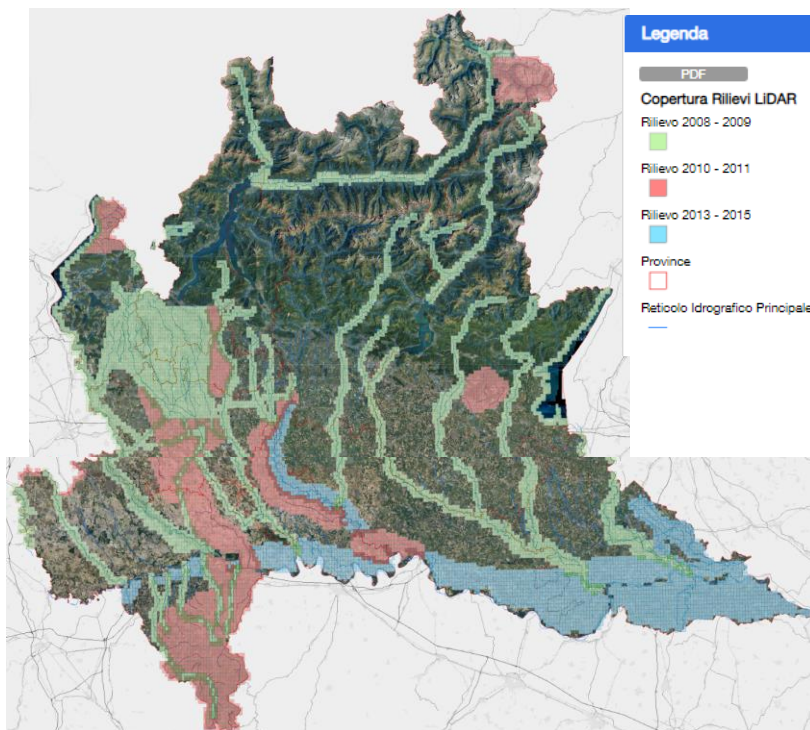 Legenda
PDF
Copertura Rilievi LiDAR
Rilievo 2008 - 2009
Rilievo 2010 - 2011
Rilievo 2013 - 2015
Province
Reticolo Idrografico Principale